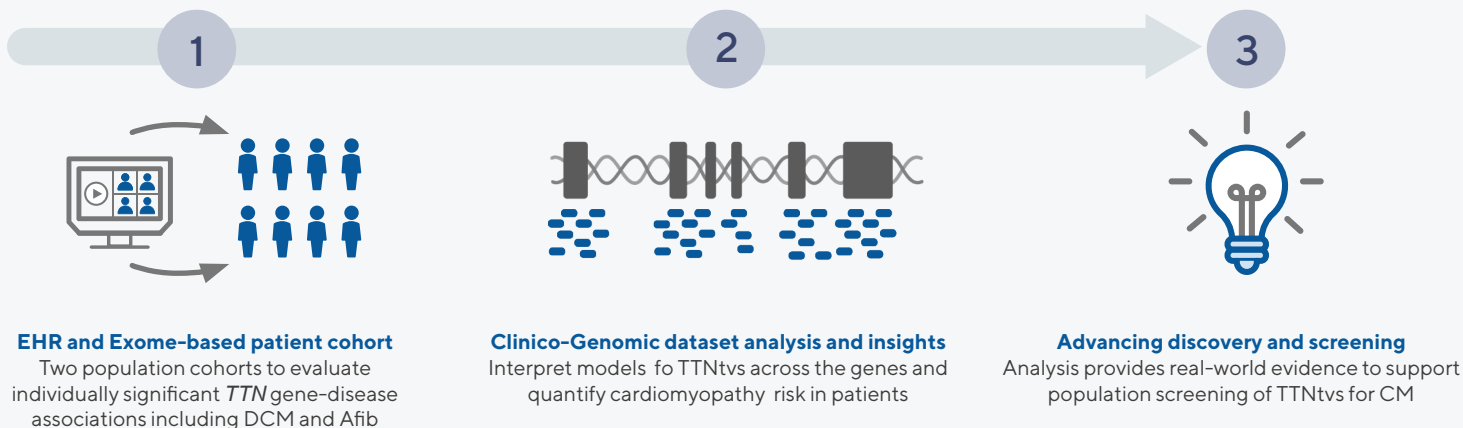 1
2
3
EHR and Exome-based patient cohort
Two population cohorts to evaluate
individually significant TTN gene-disease
associations including DCM and Afib
Clinico-Genomic dataset analysis and insights
Interpret models fo TTNtvs across the genes and
quantify cardiomyopathy risk in patients
Advancing discovery and screening
Analysis provides real-world evidence to support
population screening of TTNtvs for CM